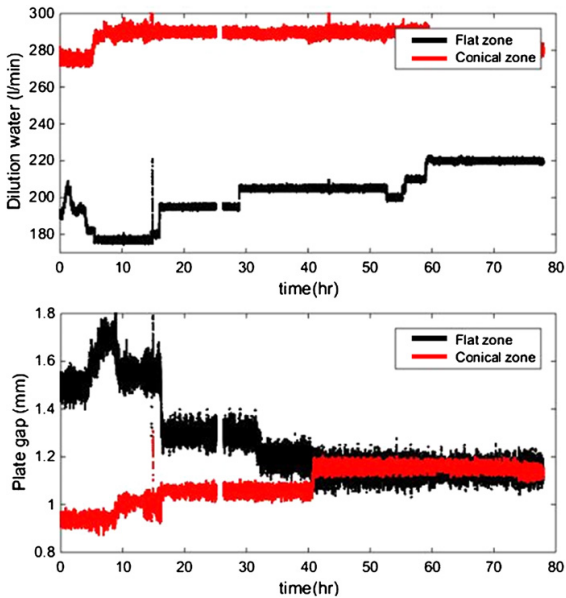 300
280
260
240
220
200
180
Dilution water (l/min)
Flat zone
Conical zone
0 10 20 30 40 50 60 70 80
time(hr)
1.8
1.6
1.4
1.2
1
0.8
Plate gap (mm)
Flat zone
Conical zone
0 10 20 30 40 50 60 70 80
time(hr)